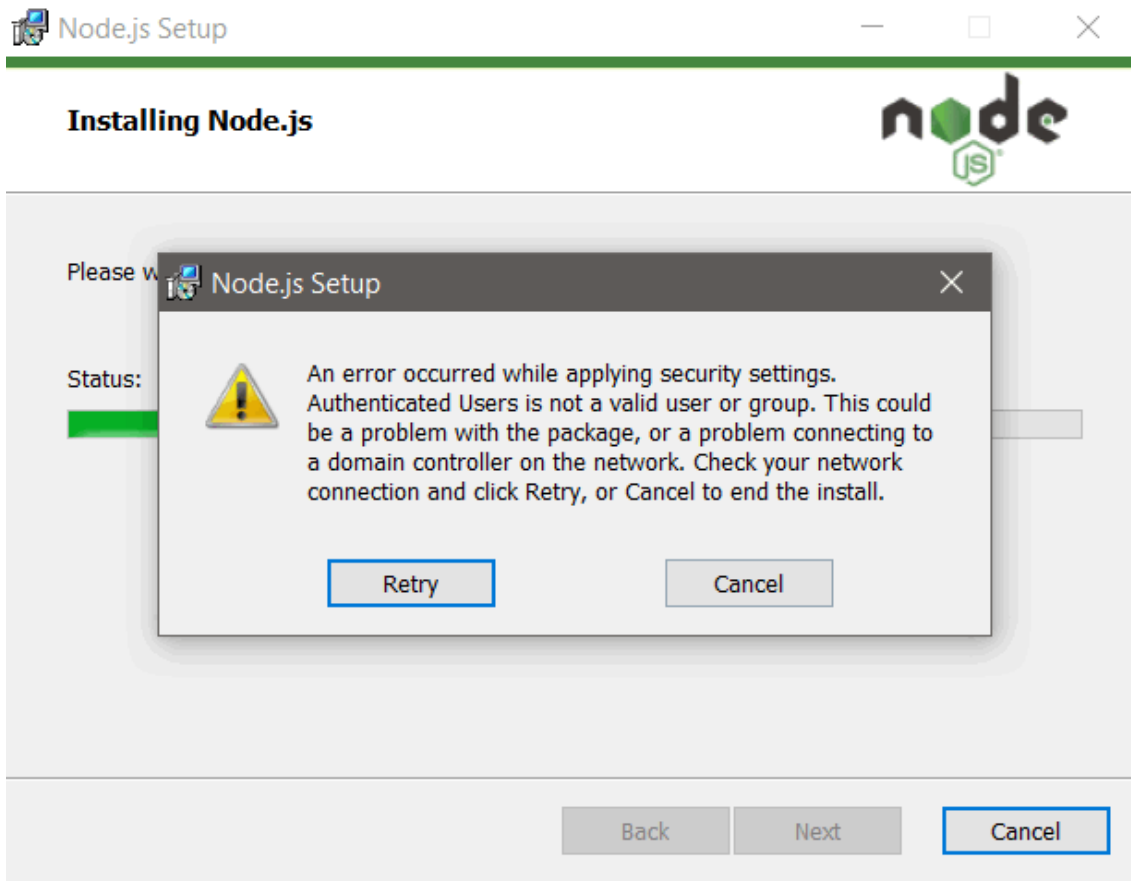 Node.js Setup
Installing Node.js
node
JS
Please w
Node.js Setup
Status:
An error occurred while applying security settings.
Authenticated Users is not a valid user or group. This could
be a problem with the package, or a problem connecting to
a domain controller on the network. Check your network
connection and click Retry, or Cancel to end the install.
Retry
Cancel
Back
Next
Cancel